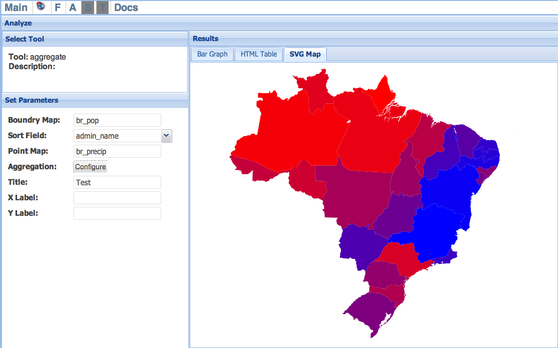 Main F A S T Docs
Analyze
Select Tool
Tool: aggregate
Description:
Set Parameters
Boundry Map: br_pop
Sort Field: admin_name
Point Map: br_precip
Aggregation: Configure
Title: Test
X Label:
Y Label:
Results
Bar Graph HTML Table SVG Map